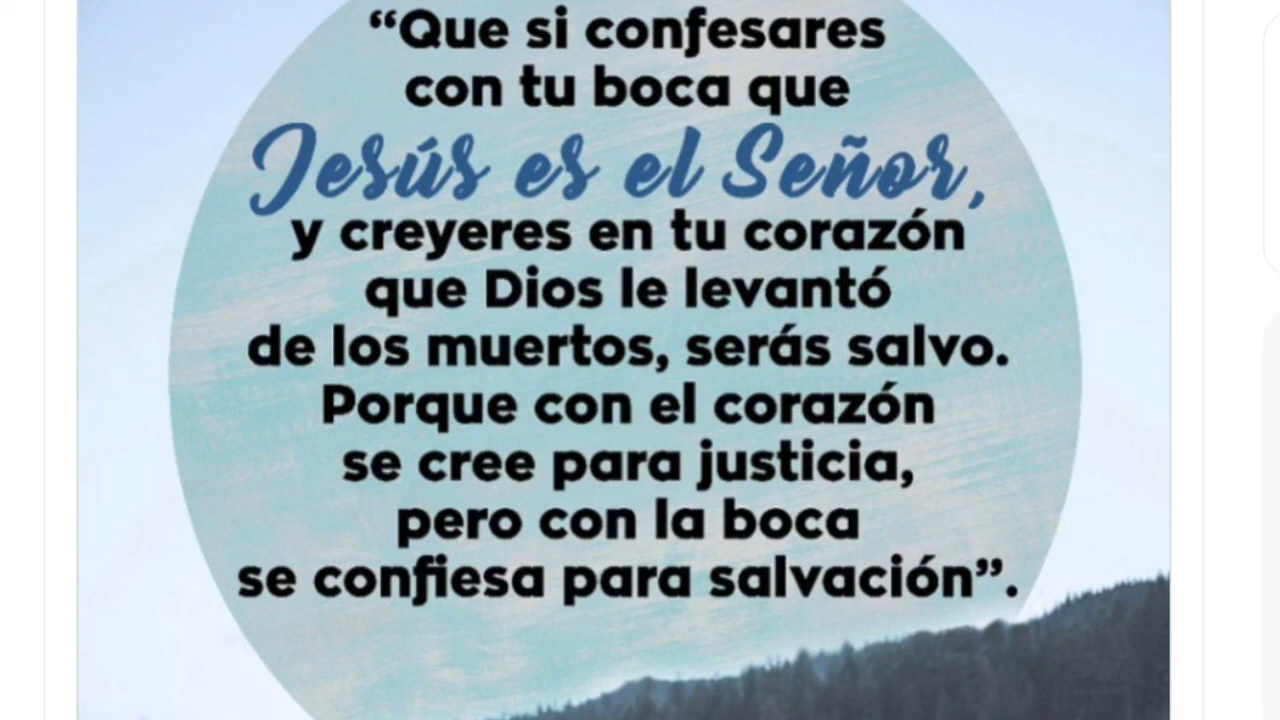 “Que si confesares
con tu boca que
Jesús es el Señor,
y creyeres en tu corazón
que Dios le levantó
de los muertos, serás salvo.
Porque con el corazón
se cree para justicia,
pero con la boca
se confiesa para salvación”.